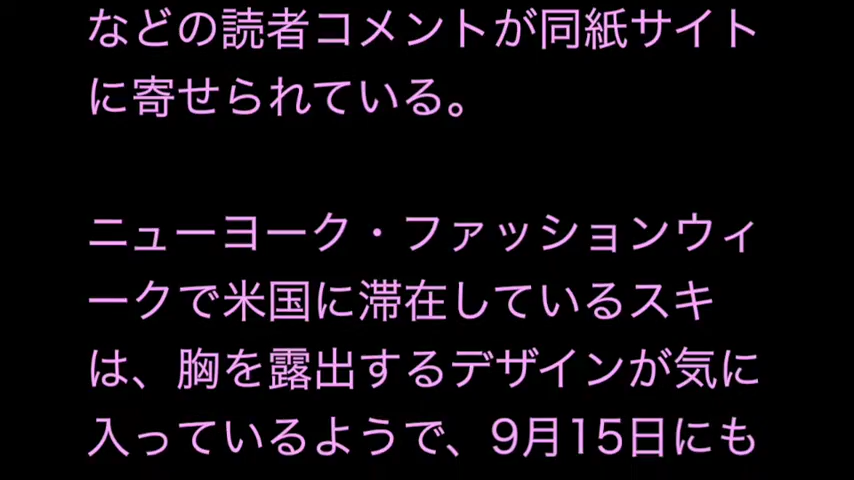 などの読者コメントが同紙サイト
に寄せられている。
ニューヨーク・ファッションウィ
ークで米国に滞在しているスキ
は、胸を露出するデザインが気に
入っているようで、9月15日にも